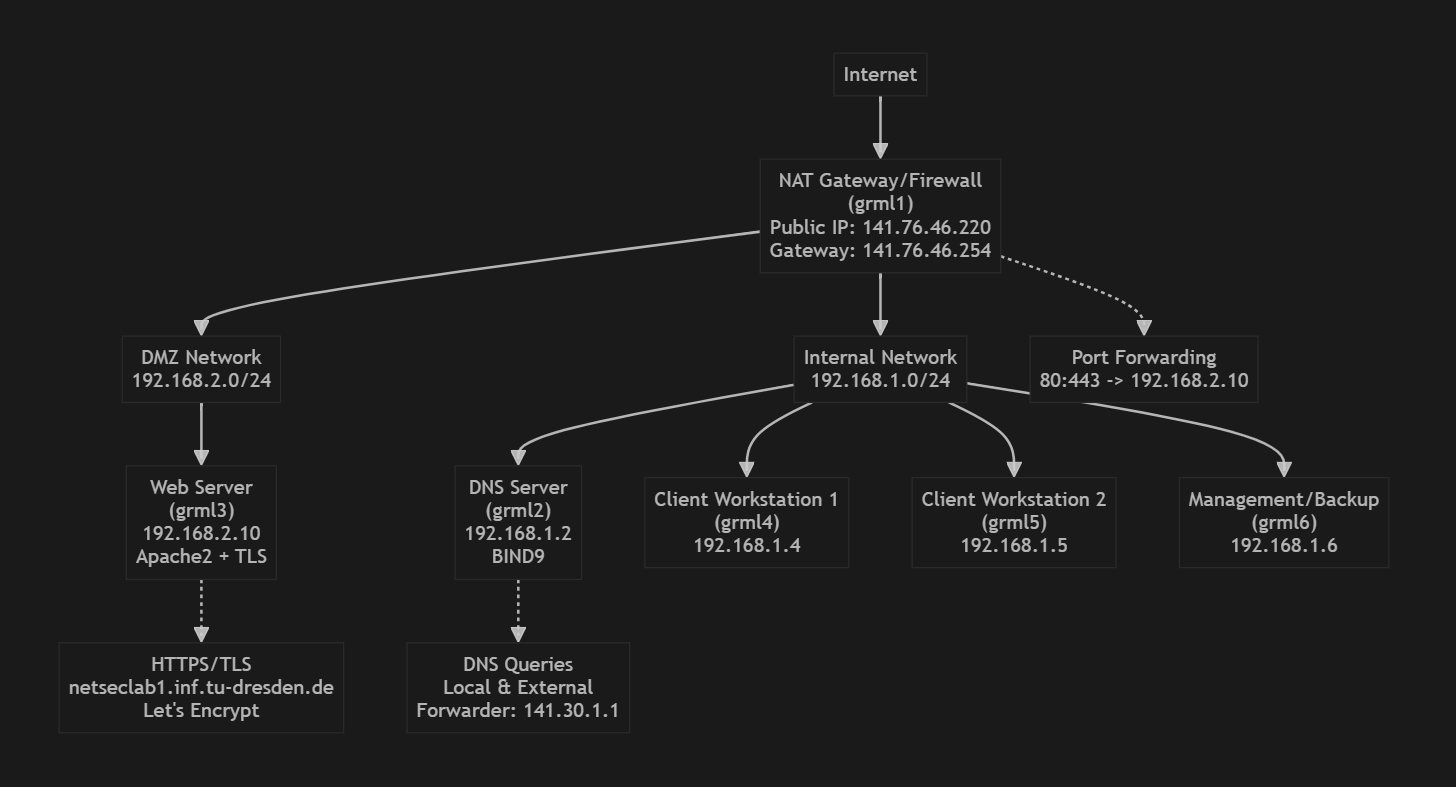 Internet
NAT Gateway/Firewall
(grml1)
Public IP: 141.76.46.220
Gateway: 141.76.46.254
DMZ Network
192.168.2.0/24
Internal Network
192.168.1.0/24
Port Forwarding
80:443 -> 192.168.2.10
Web Server
(grml3)
192.168.2.10
Apache2 + TLS
DNS Server
(grml2)
192.168.1.2
BIND9
Client Workstation 1
(grml4)
192.168.1.4
Client Workstation 2
(grml5)
192.168.1.5
Management/Backup
(grml6)
192.168.1.6
HTTPS/TLS
netseclab1.inf.tu-dresden.de
Let's Encrypt
DNS Queries
Local & External
Forwarder: 141.30.1.1